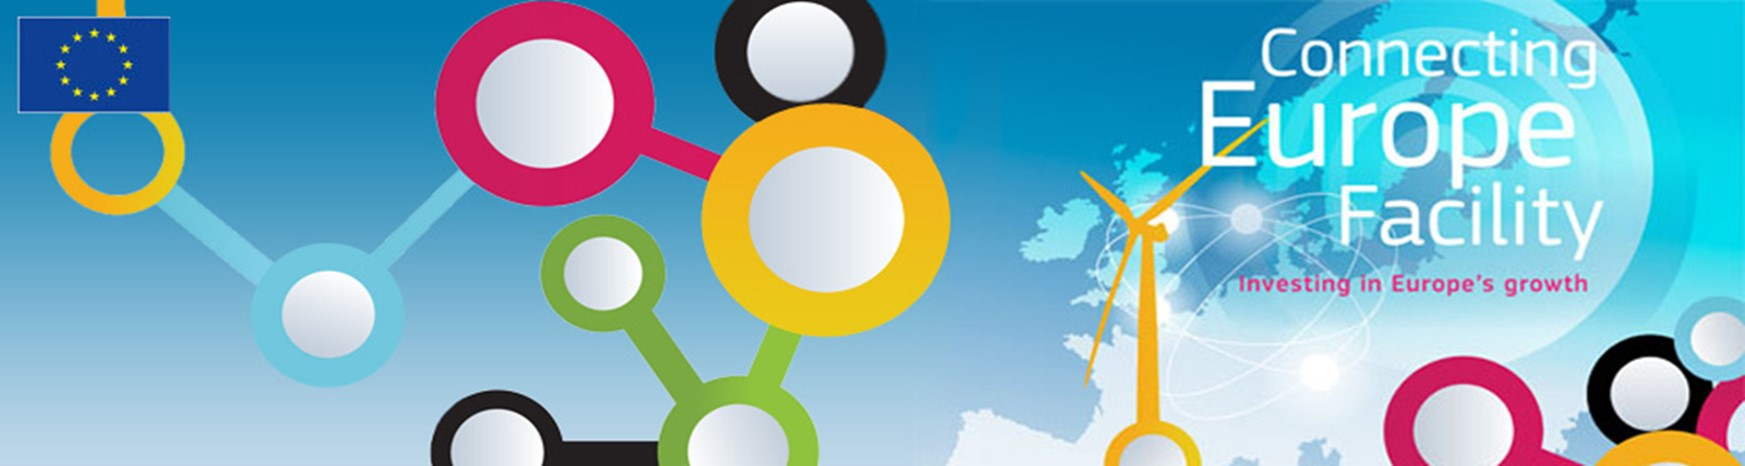 Connecting
Europe
Facility
Investing in Europe's growth